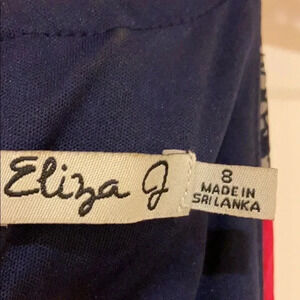 Eliza J
8
MADE IN
SRI LANKA